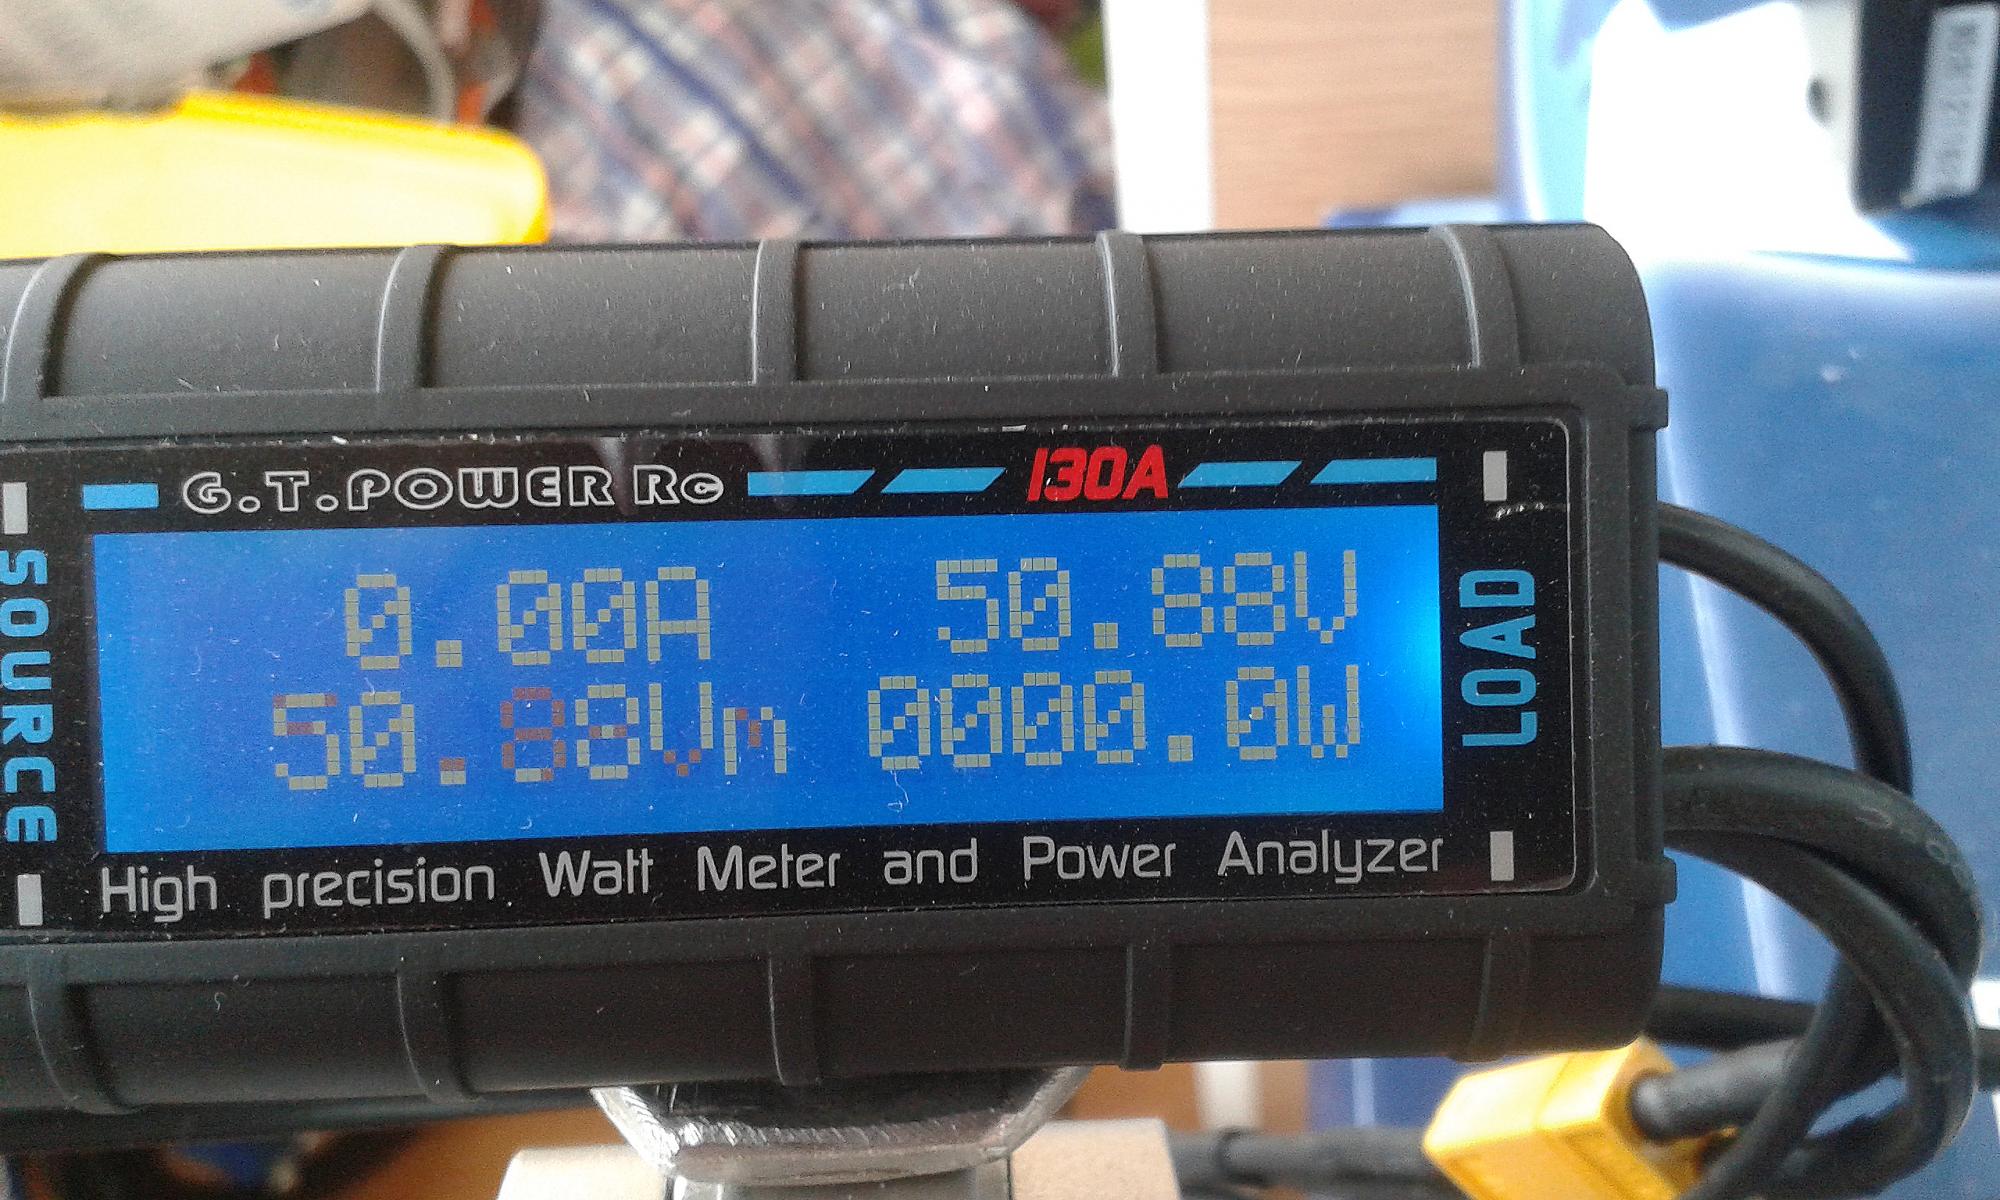 G.T.POWER RC 130A
SOURCE
0.00A 50.88V
50.88Vm 0000.0W
LOAD
High precision Watt Meter and Power Analyzer